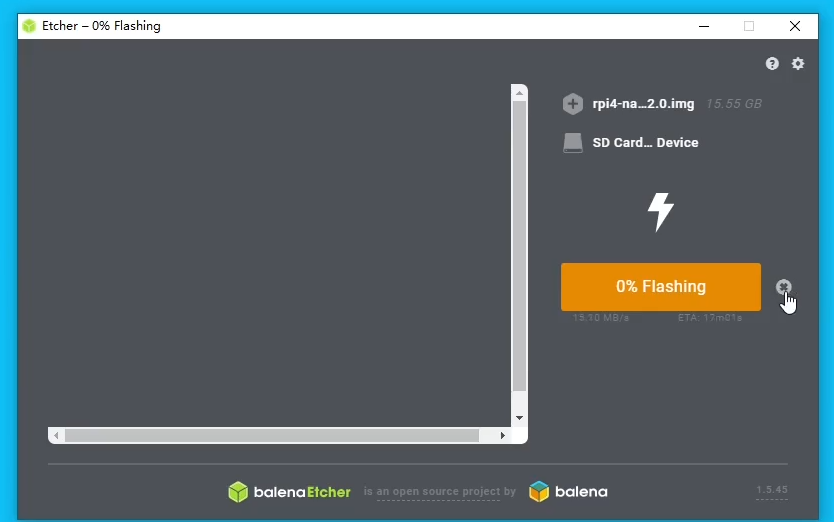 Etcher – 0% Flashing
rpi4-na...2.0.img 15.55 GB
SD Card... Device
0% Flashing
15.10 MB/s ETA: 17m01s
balenaEtcher is an open source project by balena 1.5.45